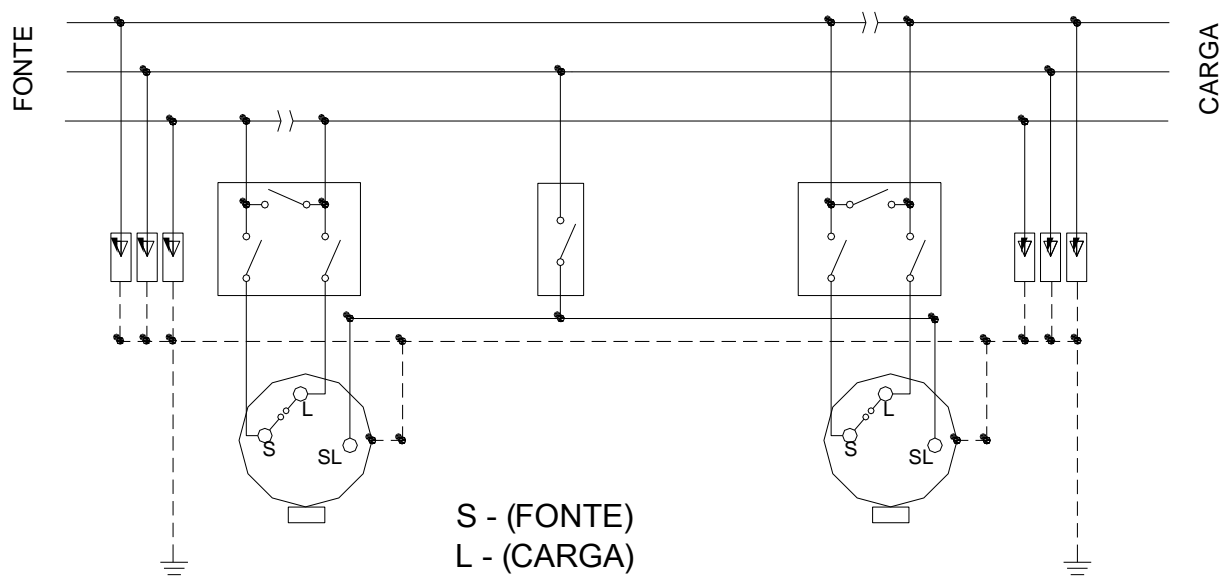 FONTE
CARGA
L
S
SL
L
S
SL
S - (FONTE)
L - (CARGA)